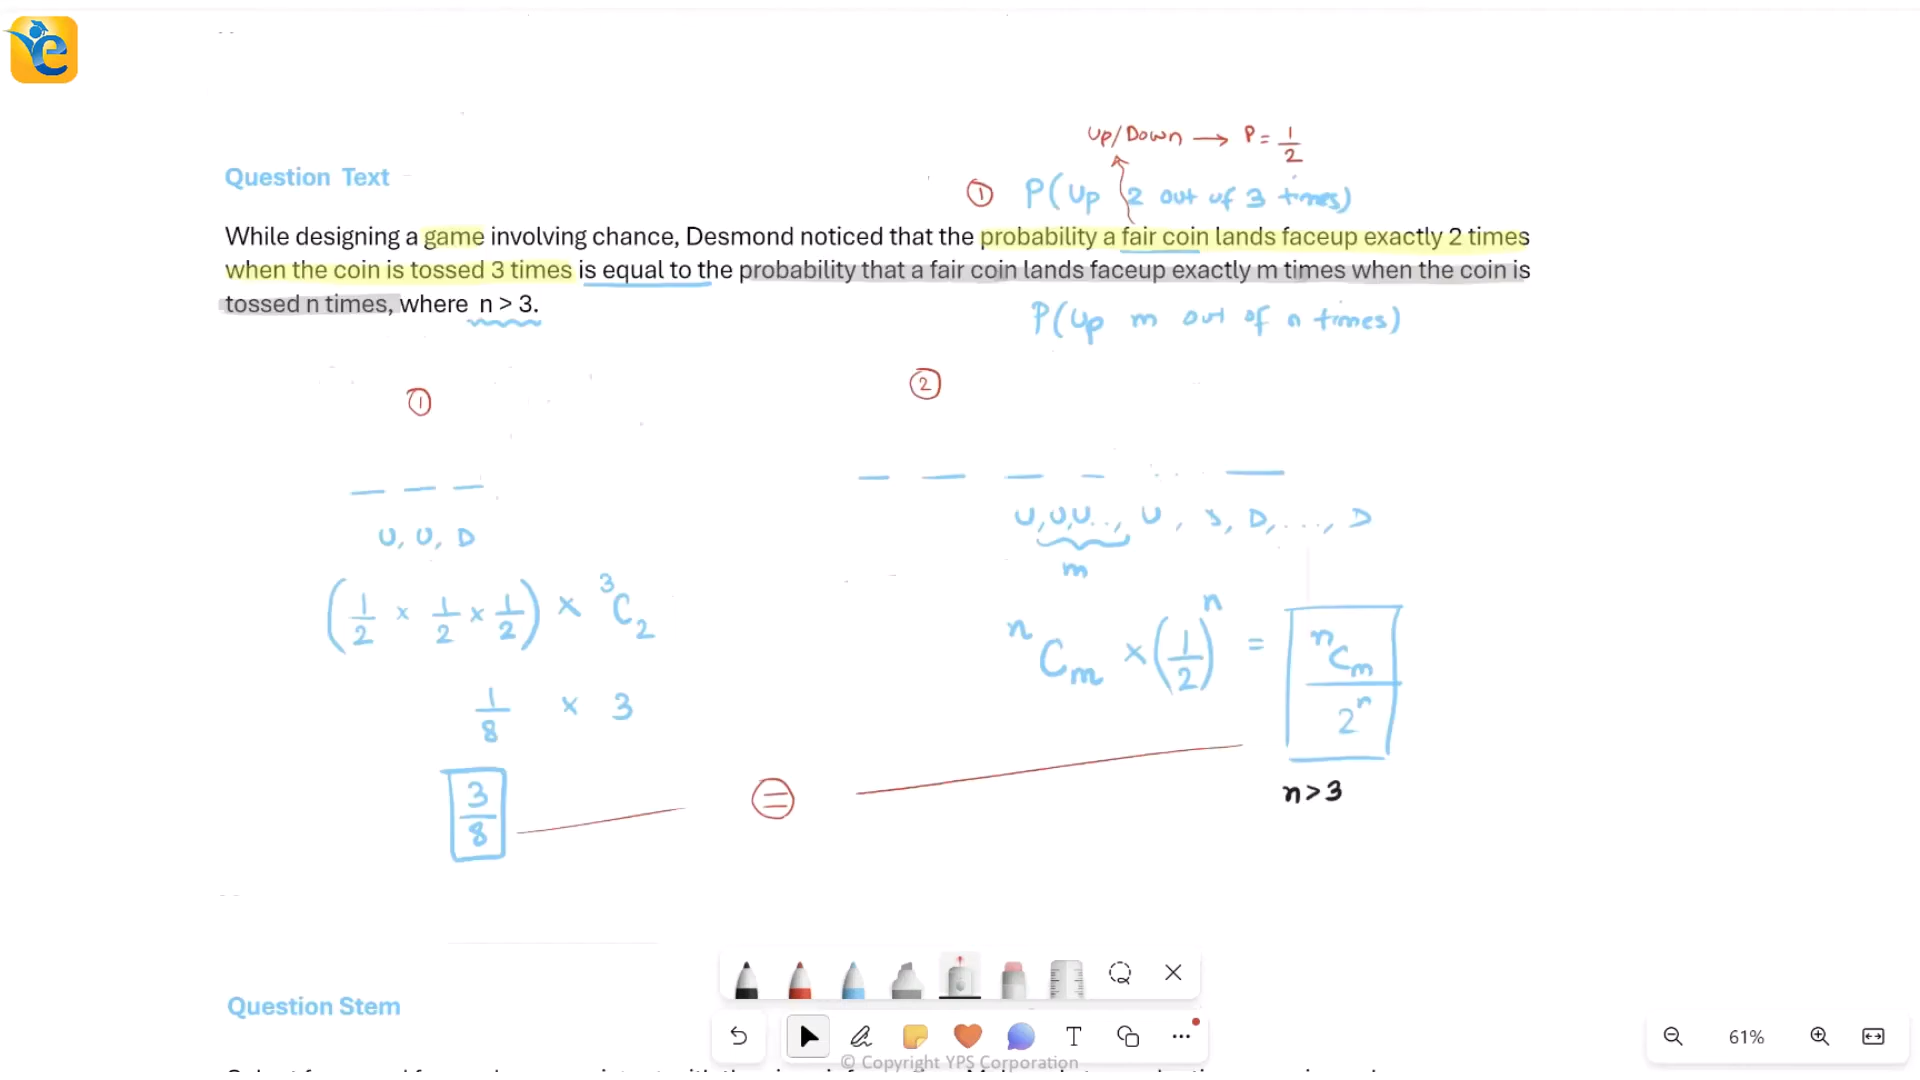 e
Up/Down → P = 1/2
Question Text
① P(Up 2 out of 3 times)
While designing a game involving chance, Desmond noticed that the probability a fair coin lands faceup exactly 2 times
when the coin is tossed 3 times is equal to the probability that a fair coin lands faceup exactly m times when the coin is
tossed n times, where n > 3.
P(Up m out of n times)
①
②
U, U, D
U,U,U..., U, D, D, ..., D
m
(1/2 × 1/2 × 1/2) × ³C₂
ⁿCₘ × (1/2)ⁿ = ⁿCₘ/2ⁿ
1/8 × 3
3/8
=
n > 3
Question Stem
61%
© Copyright YPS Corporation